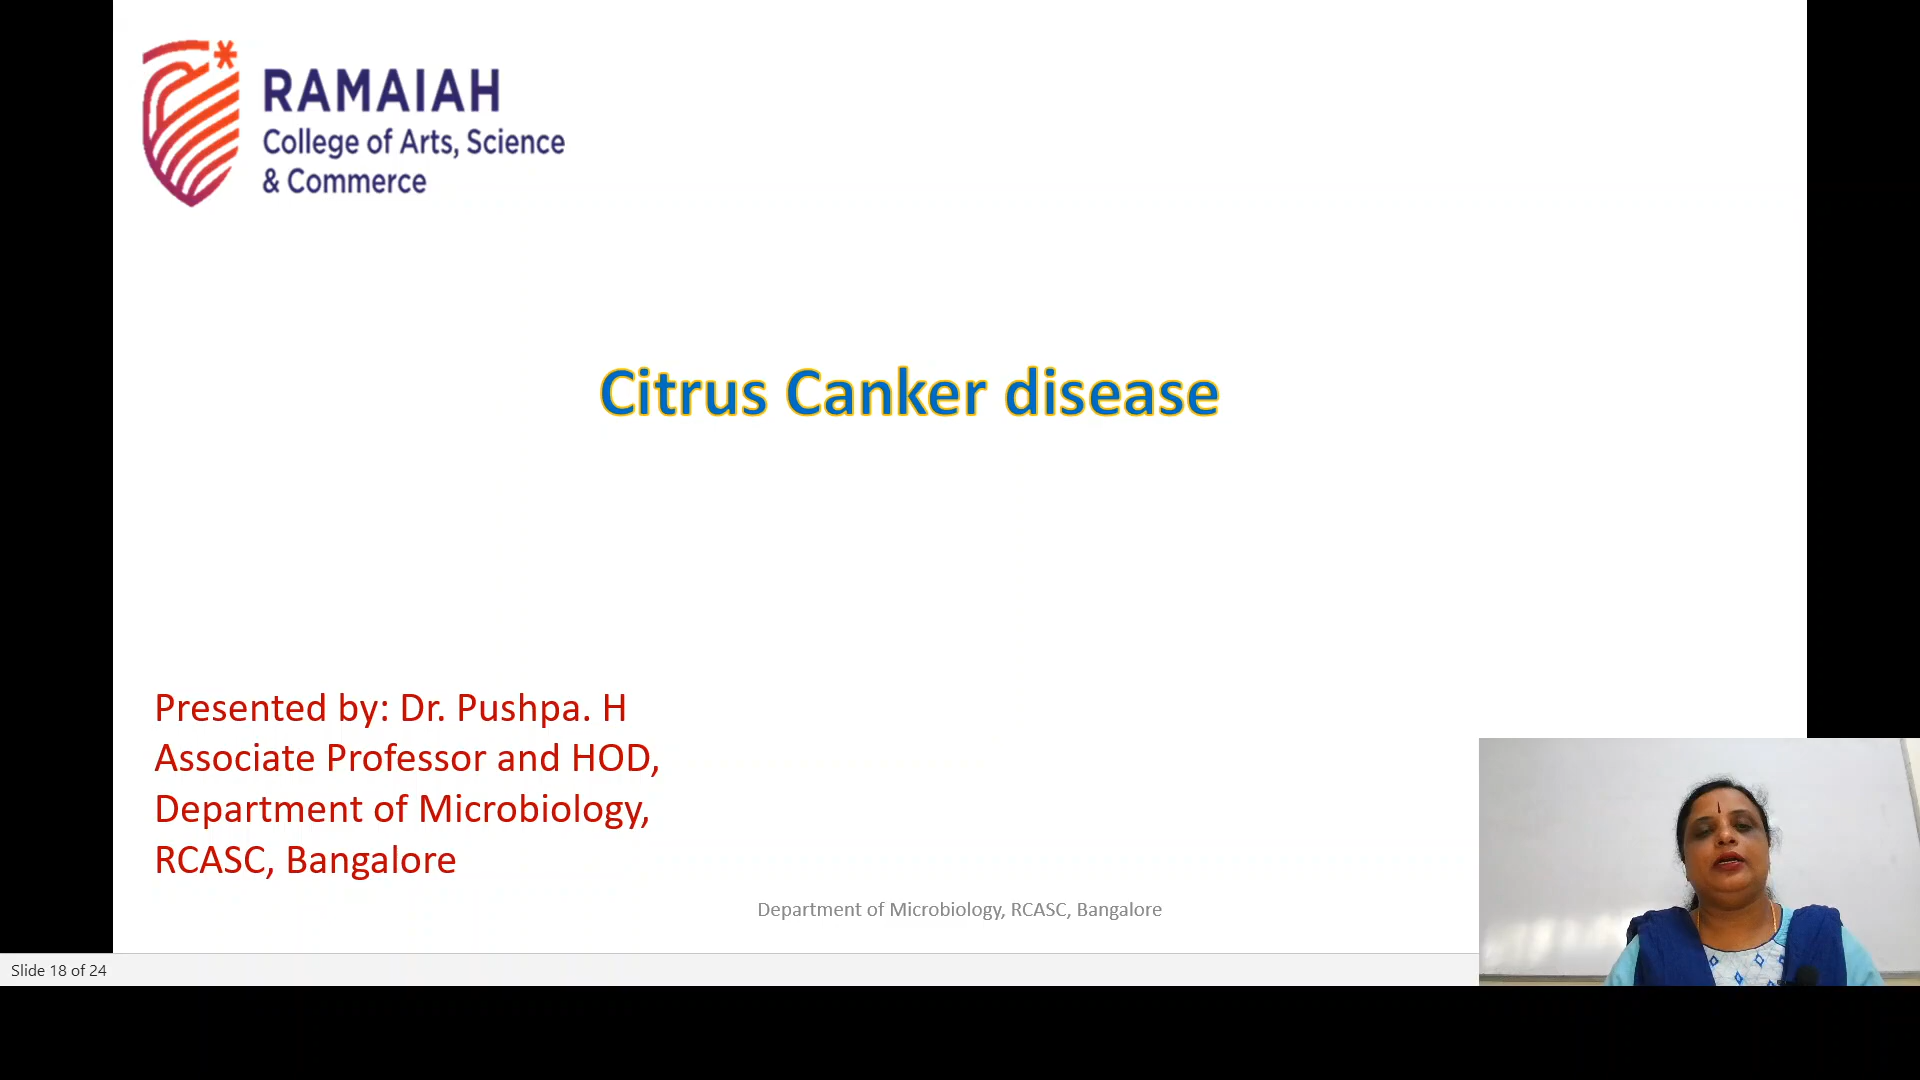 RAMAIAH
College of Arts, Science
& Commerce
Citrus Canker disease
Presented by: Dr. Pushpa. H
Associate Professor and HOD,
Department of Microbiology,
RCASC, Bangalore
Department of Microbiology, RCASC, Bangalore
Slide 18 of 24